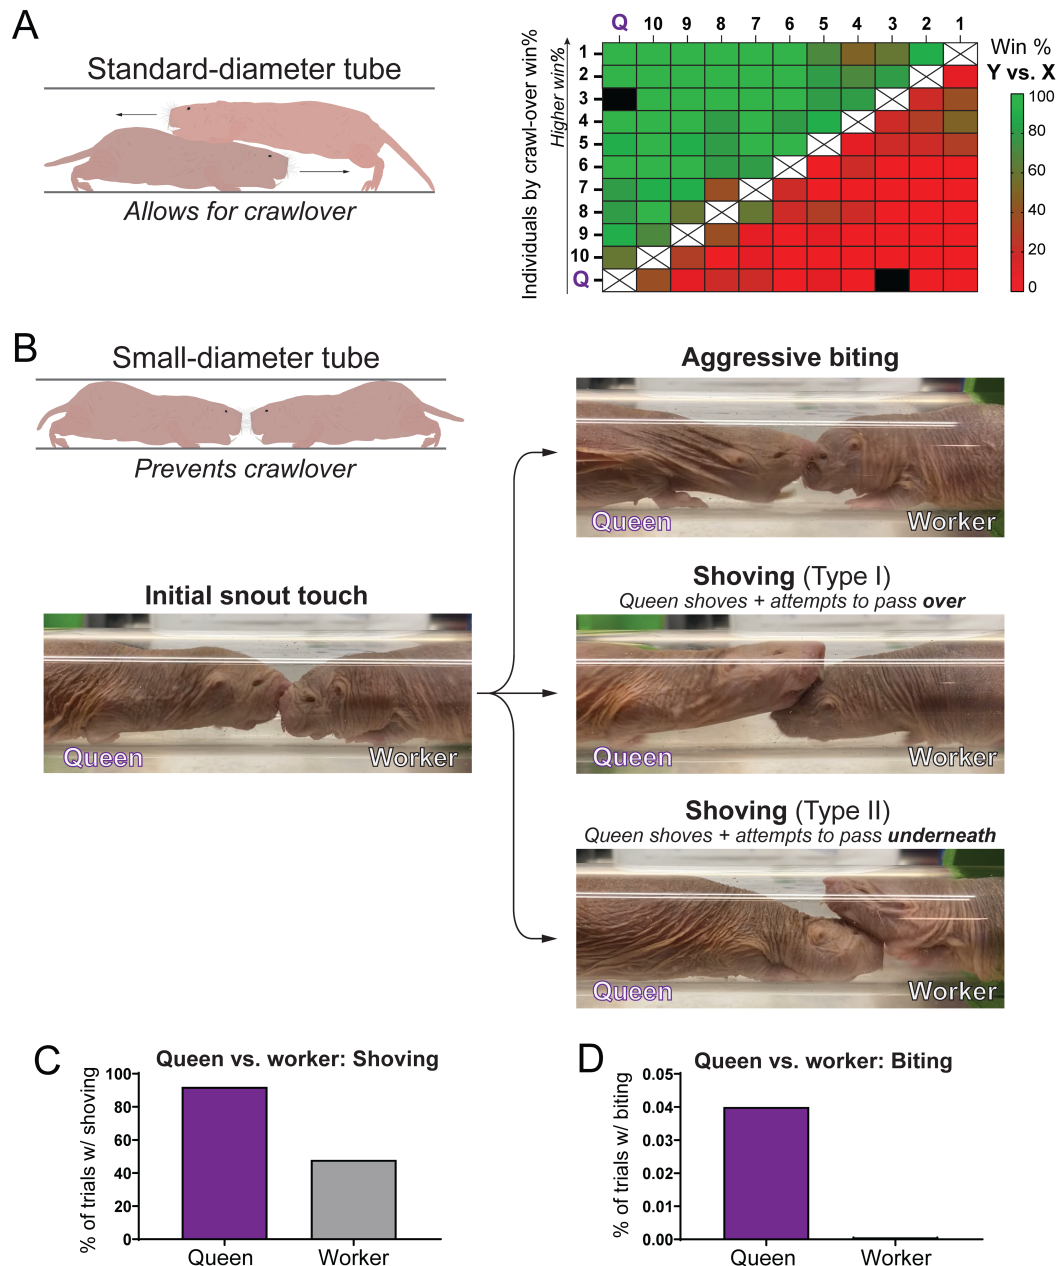 A
Standard-diameter tube
Allows for crawlover
Individuals by crawl-over win%
Higher win%
Q 10 9 8 7 6 5 4 3 2 1
1
2
3
4
5
6
7
8
9
10
Q
Win %
Y vs. X
100
80
60
40
20
0
B
Small-diameter tube
Prevents crawlover
Initial snout touch
Queen
Worker
Aggressive biting
Queen
Worker
Shoving (Type I)
Queen shoves + attempts to pass over
Queen
Worker
Shoving (Type II)
Queen shoves + attempts to pass underneath
Queen
Worker
C
Queen vs. worker: Shoving
% of trials w/ shoving
100
80
60
40
20
0
Queen
Worker
D
Queen vs. worker: Biting
% of trials w/ biting
0.05
0.04
0.03
0.02
0.01
0.00
Queen
Worker